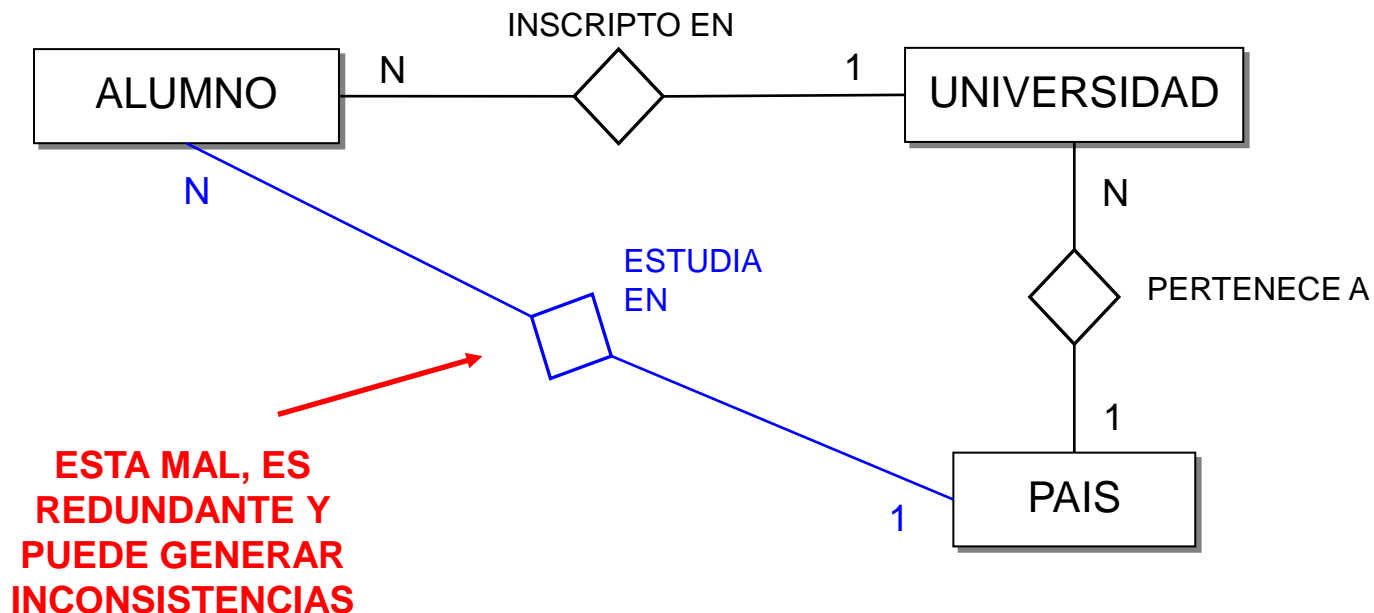 INSCRIPTO EN
ALUMNO
N
1
UNIVERSIDAD
N
N
ESTUDIA
EN
PERTENECE A
1
ESTA MAL, ES
REDUNDANTE Y
PUEDE GENERAR
INCONSISTENCIAS
PAIS
1